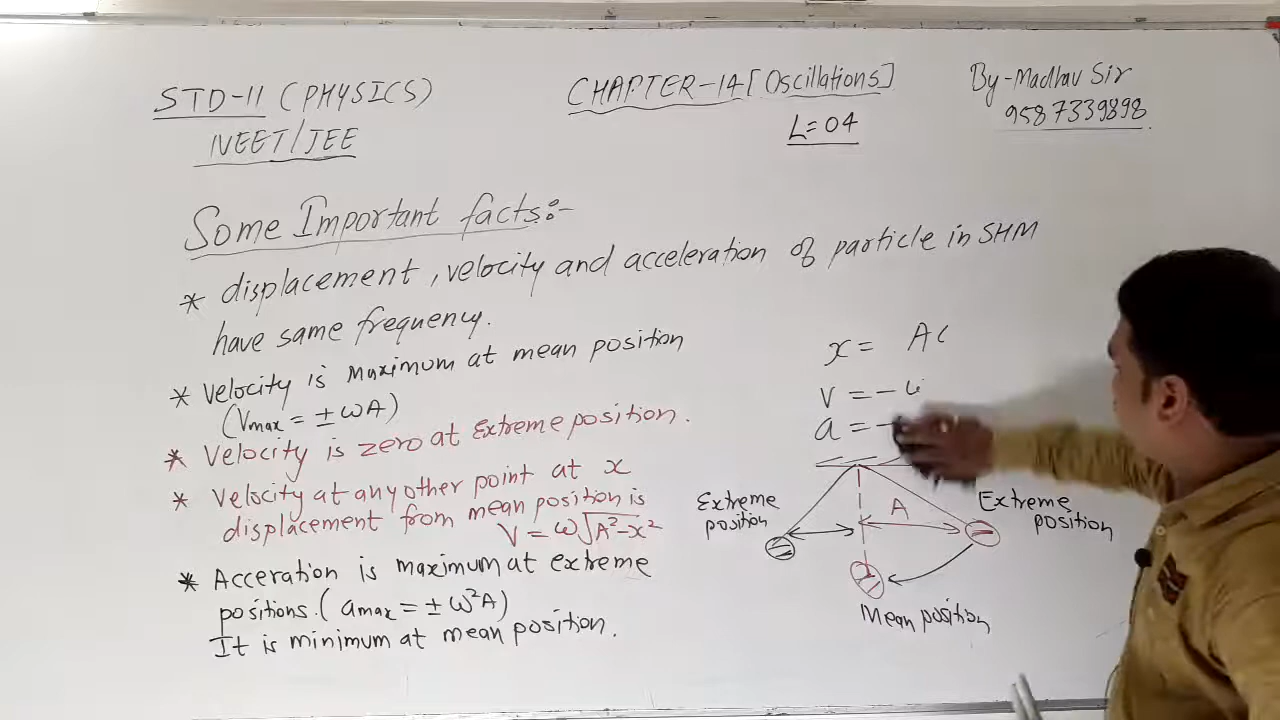 STD-11 (PHYSICS)
NEET/JEE
CHAPTER-14 [Oscillations]
L=04
By-Madhav Sir
9587339898
Some Important facts:-
* displacement, velocity and acceleration of particle in SHM
have same frequency.
* Velocity is Maximum at mean position
(Vmax = ± ωA)
* Velocity is zero at Extreme position.
* Velocity at any other point at x
displacement from mean position is
V = ω√A²-x²
* Acceration is maximum at extreme
positions. (amax = ± ω²A)
It is minimum at mean position.
x = A
v = -
a = -
Extreme
position
A
Extreme
position
Mean position